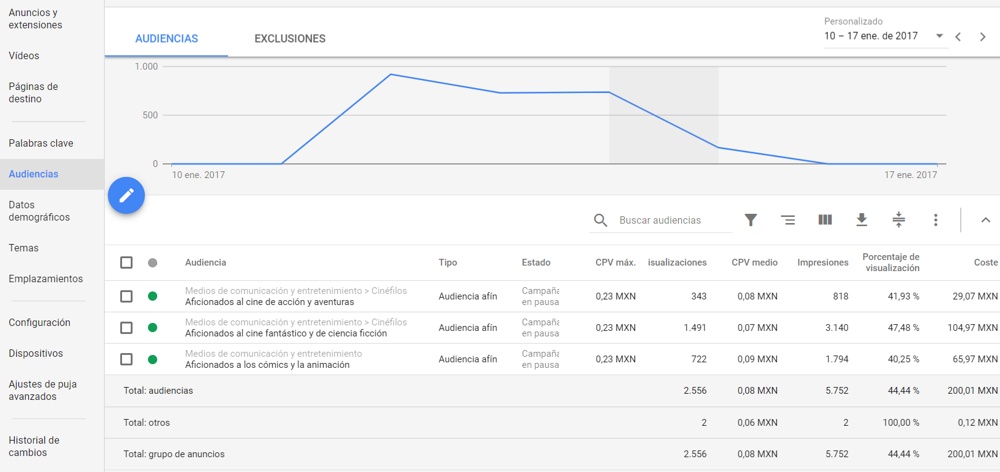 Anuncios y
extensiones
Vídeos
Páginas de
destino
Palabras clave
Audiencias
Datos
demográficos
Temas
Emplazamientos
Configuración
Dispositivos
Ajustes de puja
avanzados
Historial de
cambios
AUDIENCIAS
EXCLUSIONES
Personalizado
10 – 17 ene. de 2017
1.000
500
0
10 ene. 2017
17 ene. 2017
Buscar audiencias
Audiencia Tipo Estado CPV máx. isualizaciones CPV medio Impresiones Porcentaje de visualización Coste
Medios de comunicación y entretenimiento > Cinéfilos
Aficionados al cine de acción y aventuras
Audiencia afín
Campaña
en pausa
0,23 MXN 343 0,08 MXN 818 41,93 % 29,07 MXN
Medios de comunicación y entretenimiento > Cinéfilos
Aficionados al cine fantástico y de ciencia ficción
Audiencia afín
Campaña
en pausa
0,23 MXN 1.491 0,07 MXN 3.140 47,48 % 104,97 MXN
Medios de comunicación y entretenimiento
Aficionados a los cómics y la animación
Audiencia afín
Campaña
en pausa
0,23 MXN 722 0,09 MXN 1.794 40,25 % 65,97 MXN
Total: audiencias 2.556 0,08 MXN 5.752 44,44 % 200,01 MXN
Total: otros 2 0,06 MXN 2 100,00 % 0,12 MXN
Total: grupo de anuncios 2.556 0,08 MXN 5.752 44,44 % 200,01 MXN